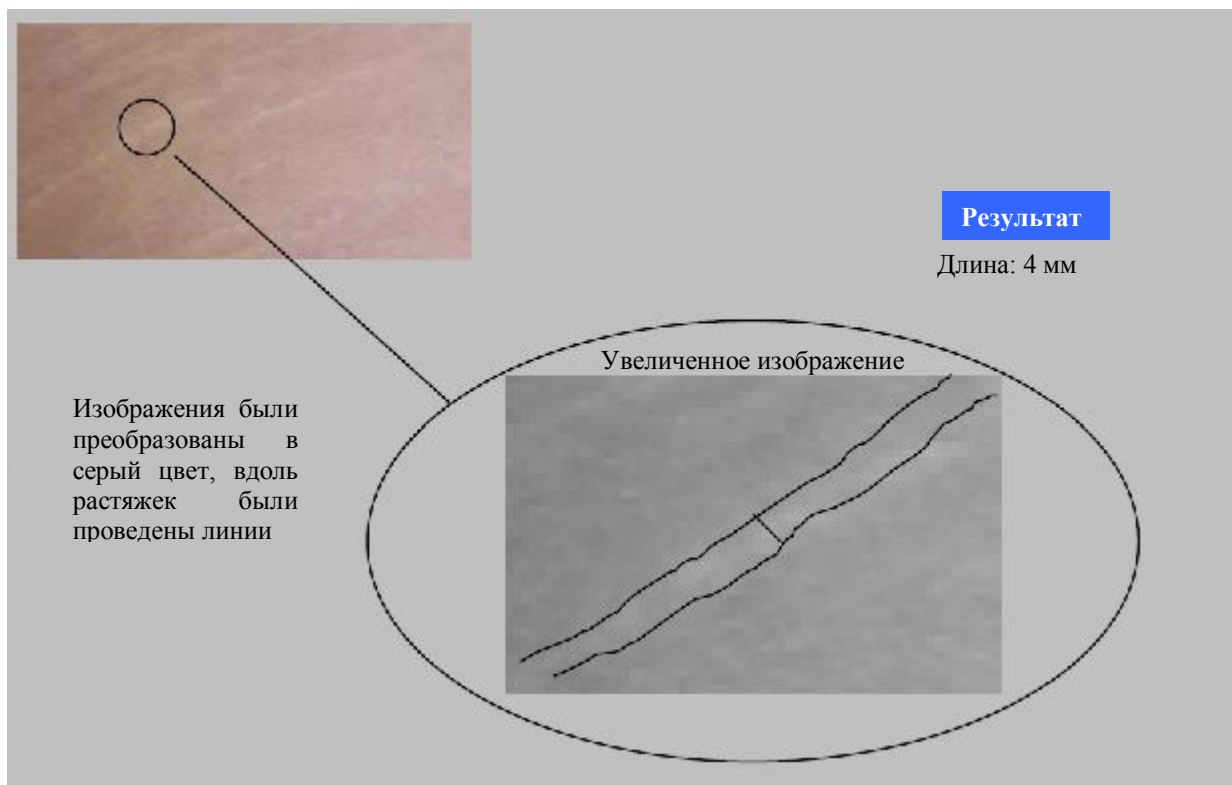 Результат
Длина: 4 мм
Увеличенное изображение
Изображения были
преобразованы в
серый цвет, вдоль
растяжек были
проведены линии